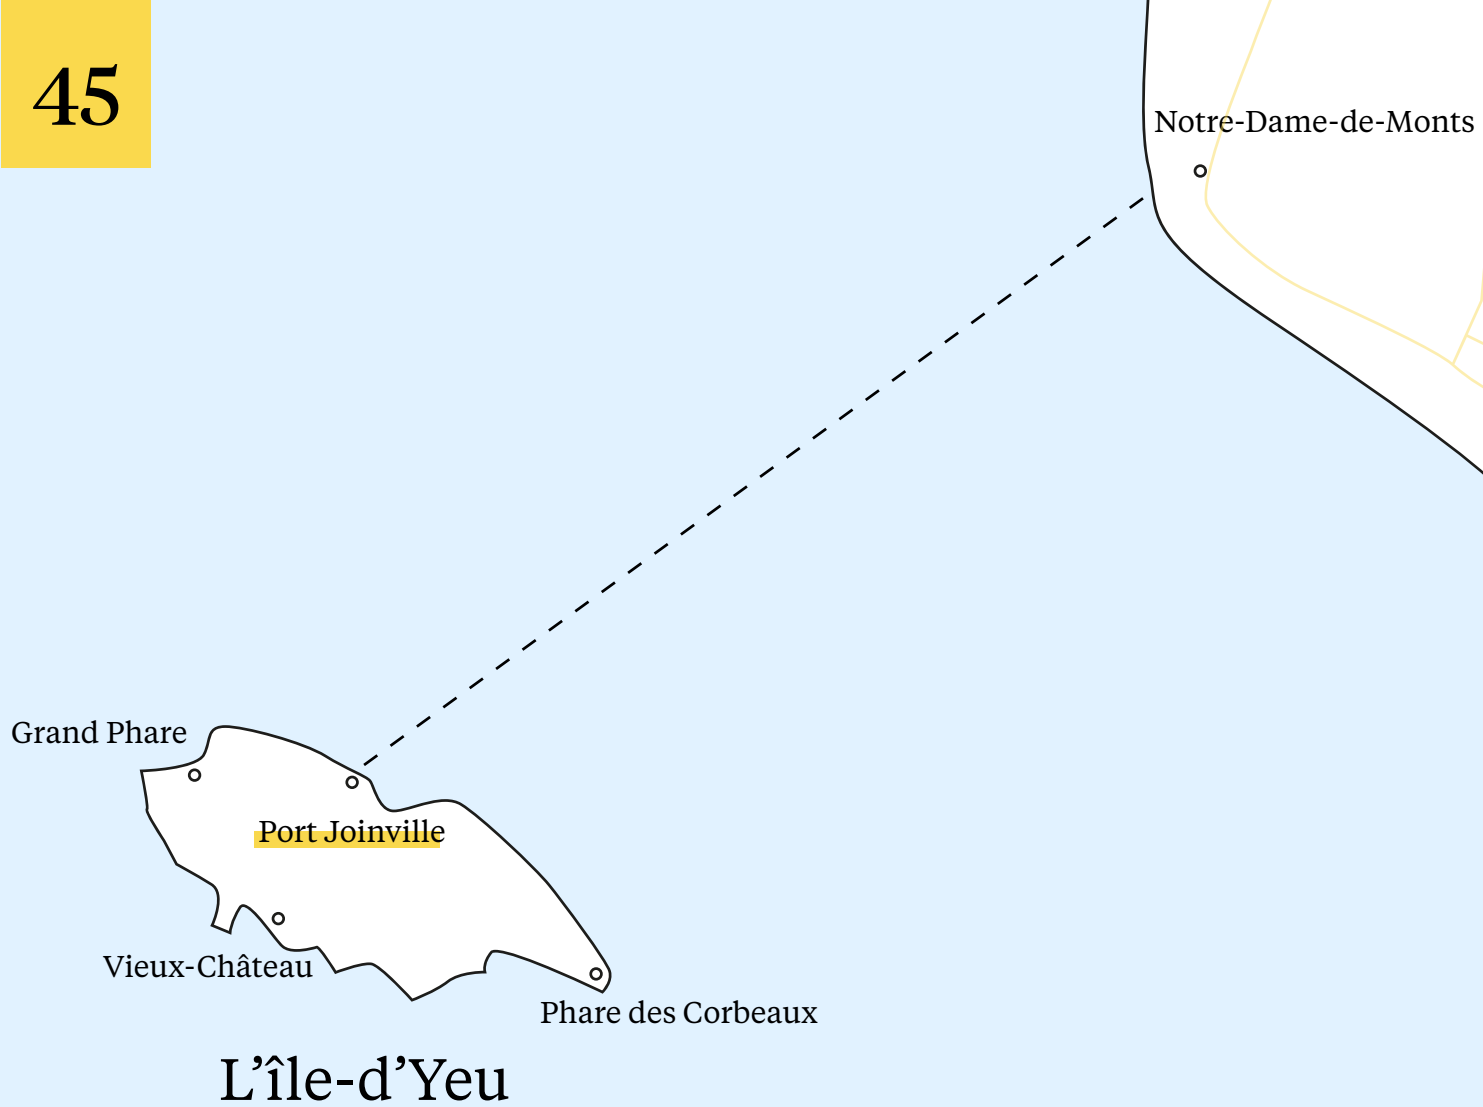 45
Notre-Dame-de-Monts
Grand Phare
Port Joinville
Vieux-Château
Phare des Corbeaux
L’île-d’Yeu